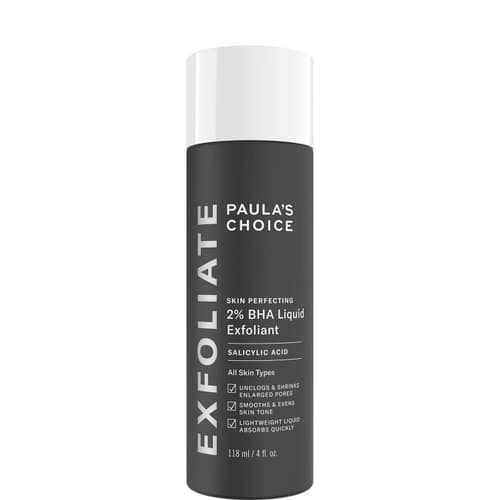 EXFOLIATE
PAULA'S
CHOICE
SKIN PERFECTING
2% BHA Liquid
Exfoliant
SALICYLIC ACID
All Skin Types
UNCLOGS & SHRINKS
ENLARGED PORES
SMOOTHS & EVENS
SKIN TONE
LIGHTWEIGHT LIQUID
ABSORBS QUICKLY
118 ml / 4 fl. oz.